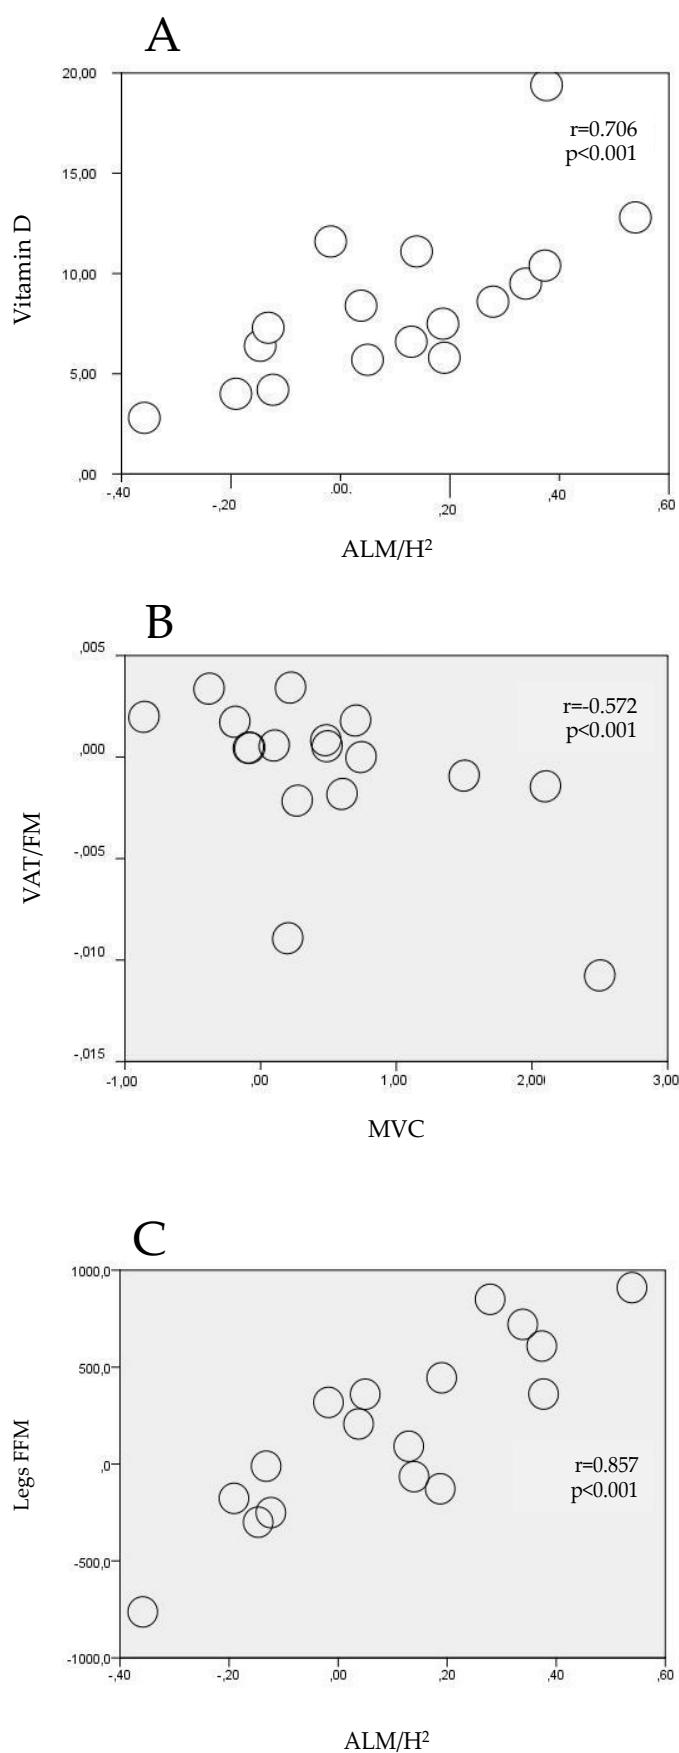 A
20,00
r=0.706
p<0.001
15,00
Vitamin D
10,00
5,00
,00
-,40
-,20
.00.
,20
,40
,60
ALM/H²
B
,005
r=-0.572
p<0.001
,000
VAT/FM
-,005
-,010
-,015
-1,00
,00
1,00
2,00
3,00
MVC
C
1000,0
500,0
Legs FFM
,0
r=0.857
p<0.001
-500,0
-1000,0
-,40
-,20
,00
,20
,40
,60
ALM/H²